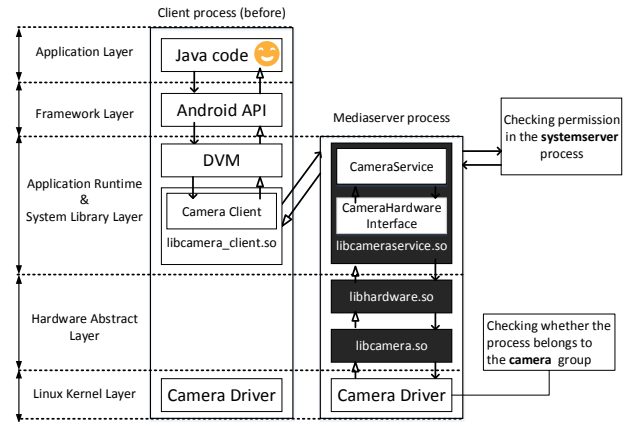 Client process (before)
Application Layer
Java code
Framework Layer
Android API
Mediaserver process
Checking permission
in the systemserver
process
Application Runtime
&
System Library Layer
DVM
Camera Client
libcamera_client.so
CameraService
CameraHardware
Interface
libcameraservice.so
Hardware Abstract
Layer
libhardware.so
libcamera.so
Checking whether the
process belongs to
the camera group
Linux Kernel Layer
Camera Driver
Camera Driver